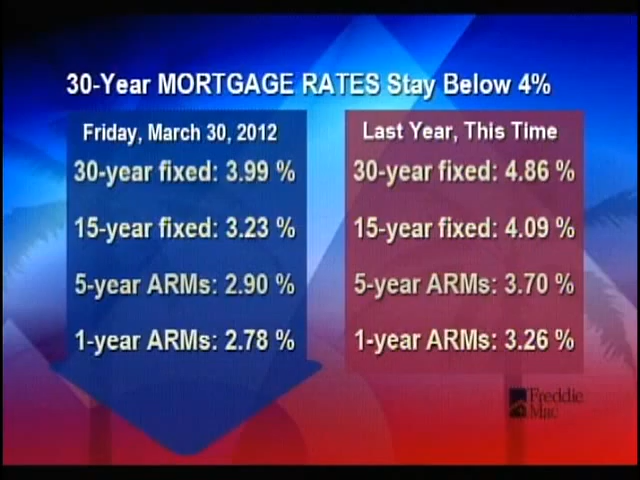 30-Year MORTGAGE RATES Stay Below 4%
Friday, March 30, 2012
30-year fixed: 3.99 %
15-year fixed: 3.23 %
5-year ARMs: 2.90 %
1-year ARMs: 2.78 %
Last Year, This Time
30-year fixed: 4.86 %
15-year fixed: 4.09 %
5-year ARMs: 3.70 %
1-year ARMs: 3.26 %
Freddie
Mac